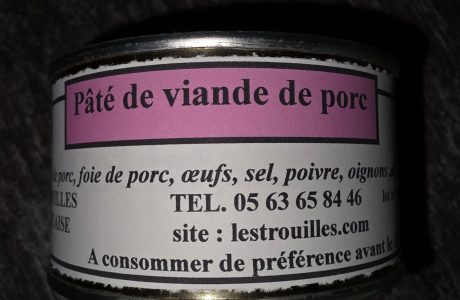 Pâté de viande de porc
de porc, foie de porc, œufs, sel, poivre, oignons
TEL. 05 63 65 84 46
site : lestrouilles.com
A consommer de préférence avant le